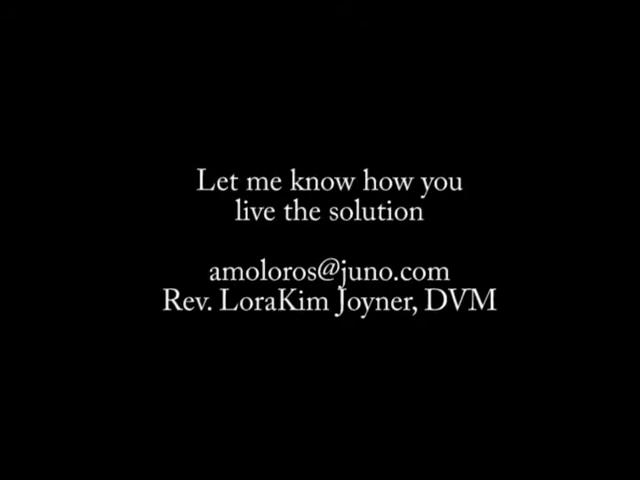 Let me know how you
live the solution
amoloros@juno.com
Rev. LoraKim Joyner, DVM